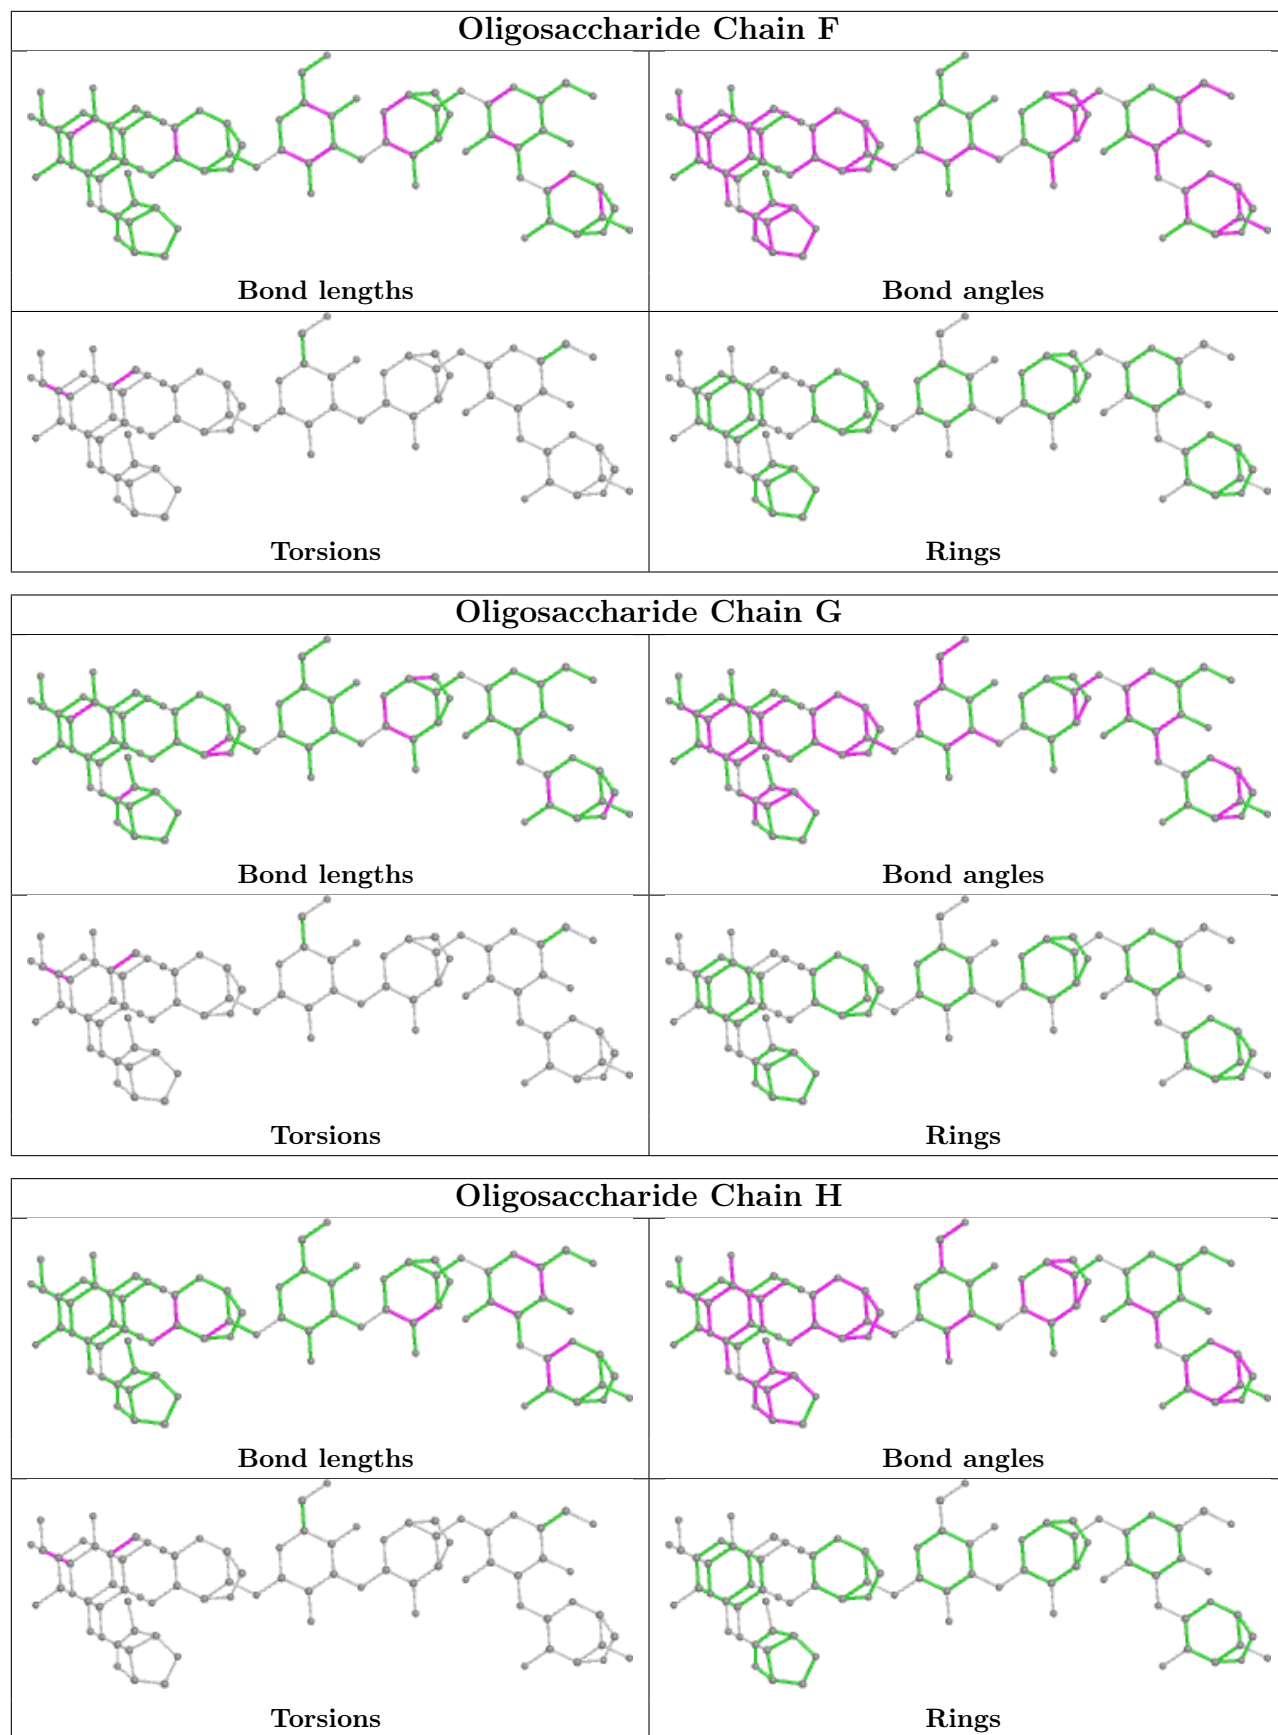 Oligosaccharide Chain F
Bond lengths
Bond angles
Torsions
Rings
Oligosaccharide Chain G
Bond lengths
Bond angles
Torsions
Rings
Oligosaccharide Chain H
Bond lengths
Bond angles
Torsions
Rings